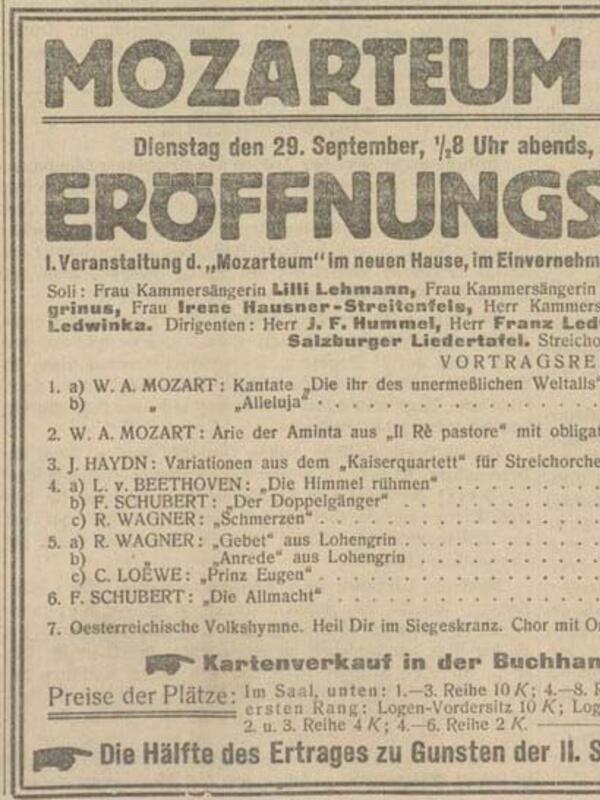 MOZARTEUM
Dienstag den 29. September, ½8 Uhr abends,
ERÖFFNUNGS
I. Veranstaltung d. „Mozarteum“ im neuen Hause, im Einvernehm
Soli: Frau Kammersängerin Lilli Lehmann, Frau Kammersängerin
grinus, Frau Irene Hausner-Streitenfels, Herr Kammers
Ledwinka. Dirigenten: Herr J. F. Hummel, Herr Franz Led
Salzburger Liedertafel. Streicho
VORTRAGSRE
1. a) W. A. MOZART: Kantate „Die ihr des unermeßlichen Weltalls“
b) „ „Alleluja“ . . . . . . . . . . . . . . . .
2. W. A. MOZART: Arie der Aminta aus „Il Rè pastore“ mit obligat
3. J. HAYDN: Variationen aus dem „Kaiserquartett“ für Streichorche
4. a) L. v. BEETHOVEN: „Die Himmel rühmen“ . . . . . . . .
b) F. SCHUBERT: „Der Doppelgänger“ . . . . . . . . . .
c) R. WAGNER: „Schmerzen“ . . . . . . . . . . . . . . .
5. a) R. WAGNER: „Gebet“ aus Lohengrin . . . . . . . . . .
b) „ „Anrede“ aus Lohengrin . . . . . . . . . .
c) C. LOEWE: „Prinz Eugen“ . . . . . . . . . . . . . . .
6. F. SCHUBERT: „Die Allmacht“ . . . . . . . . . . . . . .
7. Oesterreichische Volkshymne. Heil Dir im Siegeskranz. Chor mit Or
Kartenverkauf in der Buchhan
Preise der Plätze: Im Saal, unten: 1.—3. Reihe 10 K; 4.—8. R
ersten Rang: Logen-Vordersitz 10 K; Log
2. u. 3. Reihe 4 K; 4.—6. Reihe 2 K. ———
Die Hälfte des Ertrages zu Gunsten der II. S